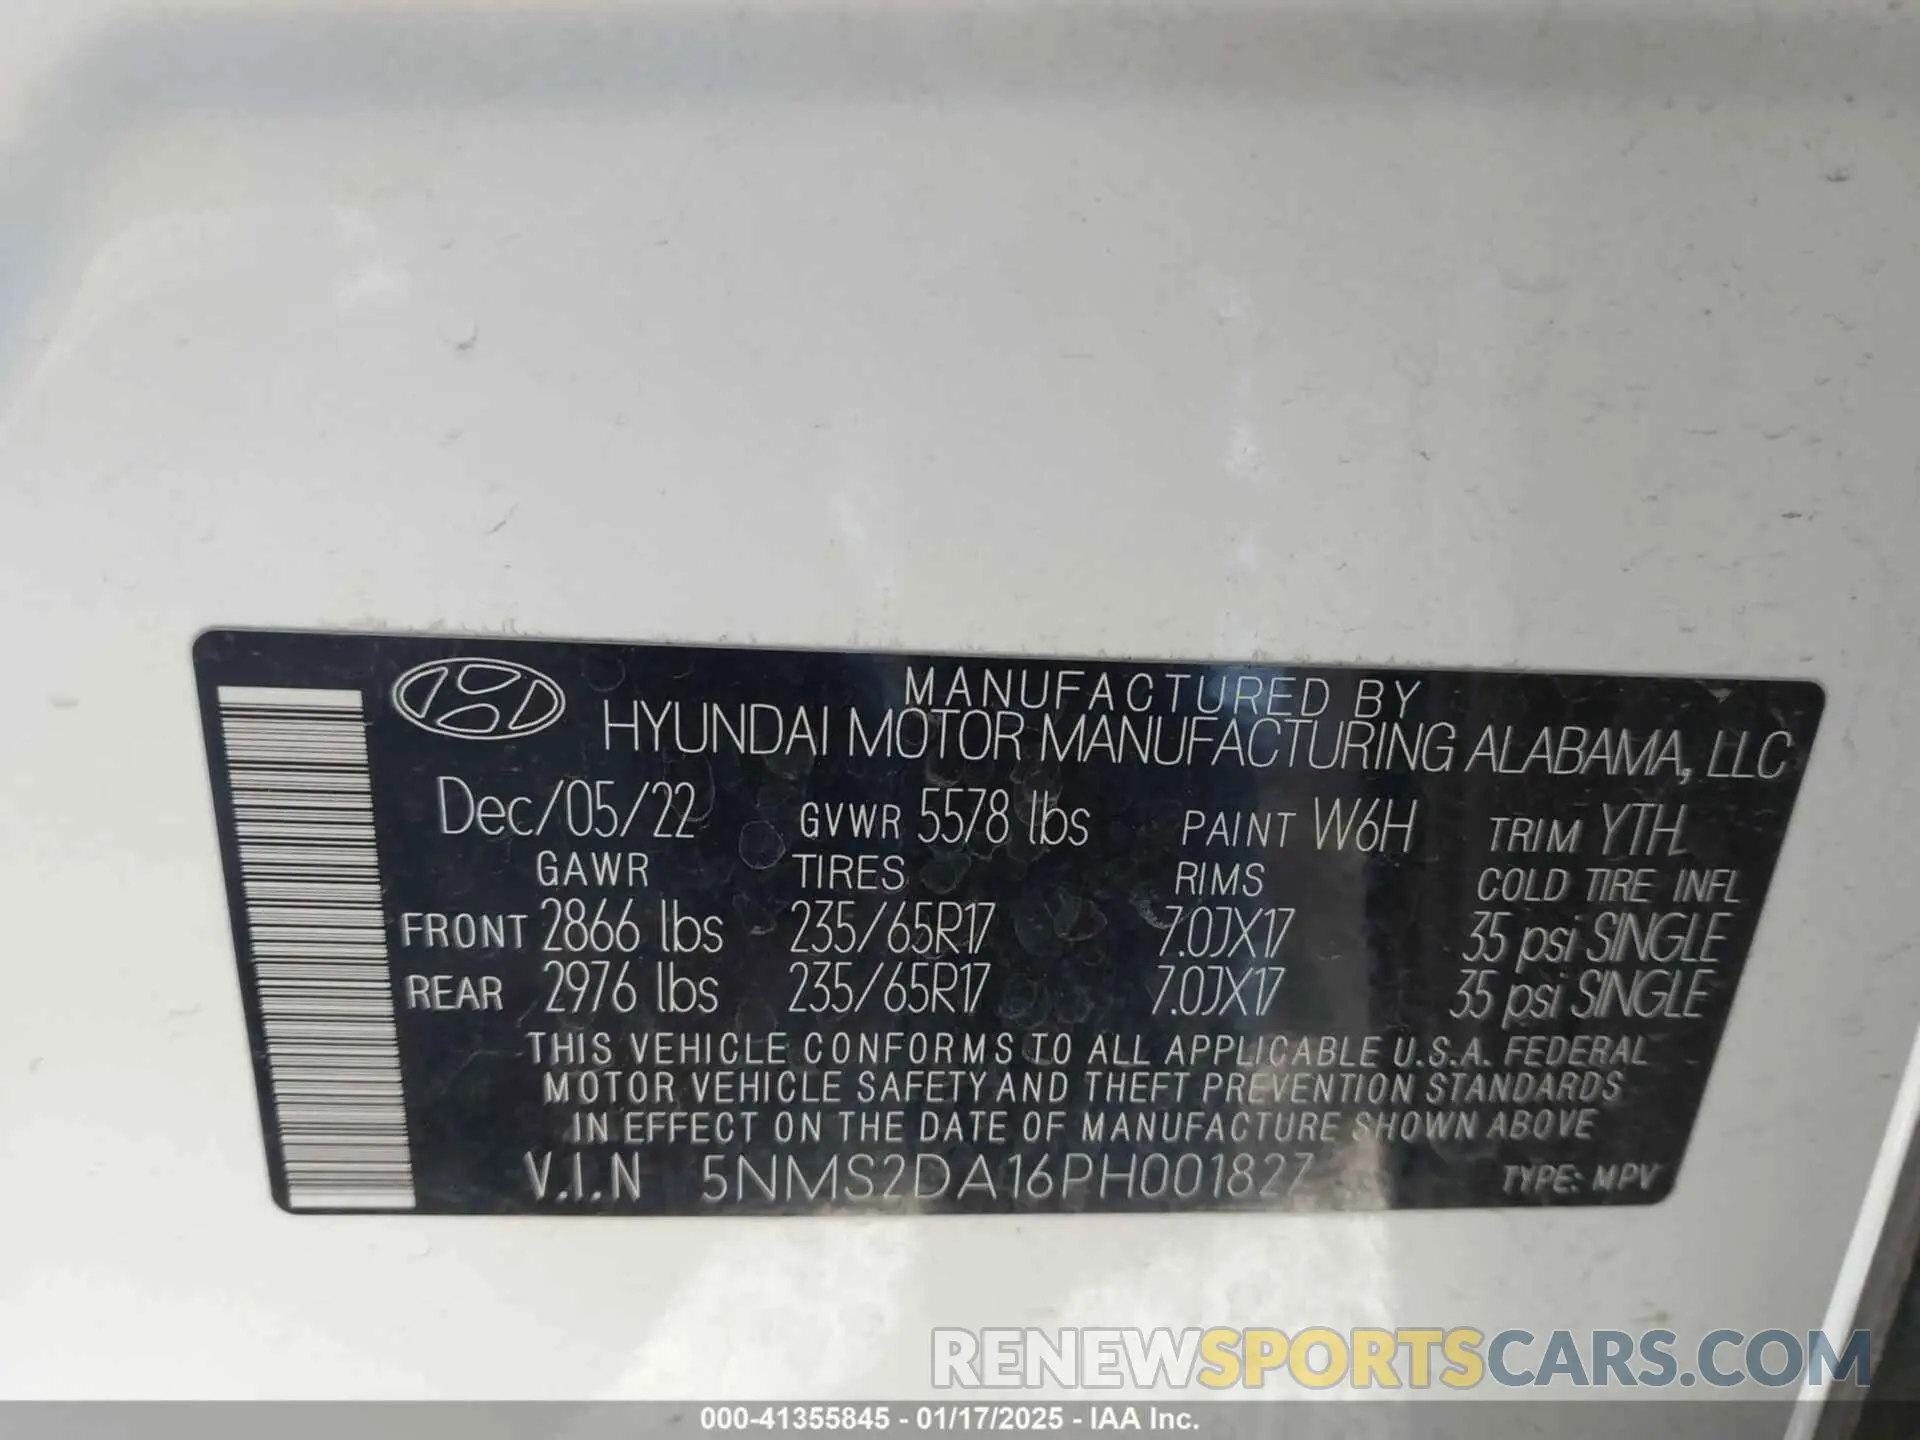 MANUFACTURED BY
HYUNDAI MOTOR MANUFACTURING ALABAMA, LLC
Dec/05/22 GVWR 5578 lbs PAINT W6H TRIM YTH
GAWR TIRES RIMS COLD TIRE INFL
FRONT 2866 lbs 235/65R17 7.0JX17 35 psi SINGLE
REAR 2976 lbs 235/65R17 7.0JX17 35 psi SINGLE
THIS VEHICLE CONFORMS TO ALL APPLICABLE U.S.A. FEDERAL
MOTOR VEHICLE SAFETY AND THEFT PREVENTION STANDARDS
IN EFFECT ON THE DATE OF MANUFACTURE SHOWN ABOVE
V.I.N 5NMS2DA16PH001827 TYPE: MPV
RENEWSPORTSCARS.COM
000-41355845 - 01/17/2025 - IAA Inc.